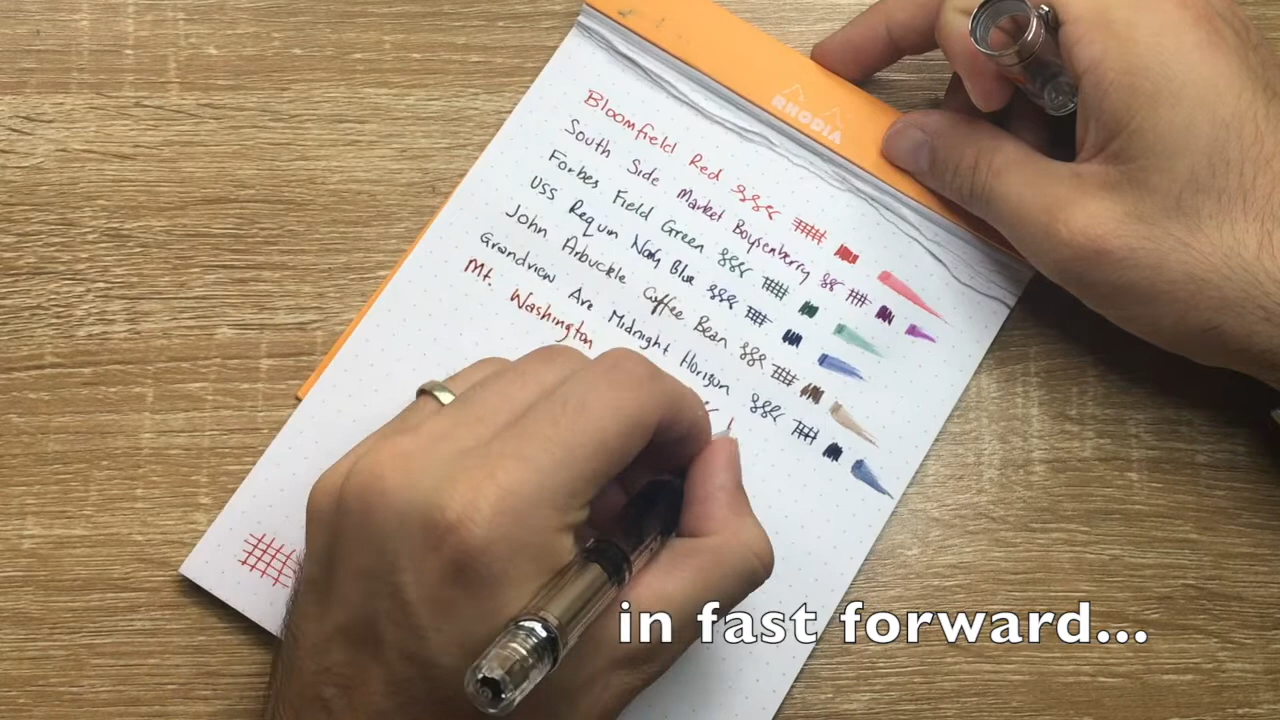 RHODIA
Bloomfield Red
South Side Market Boysenberry
Forbes Field Green
USS Requin Navy Blue
John Arbuckle Coffee Bean
Grandview Ave Midnight Horizon
Mt. Washington
in fast forward...